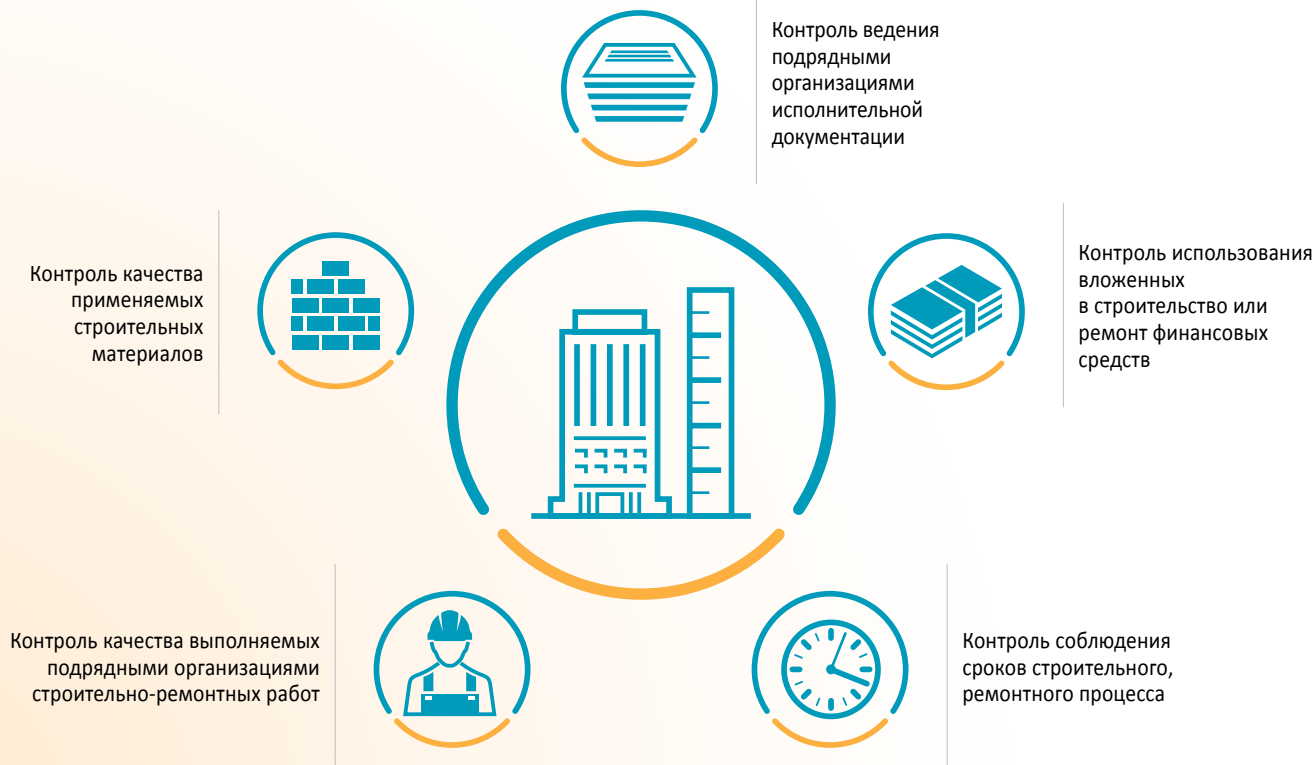 Контроль ведения
подрядными
организациями
исполнительной
документации
Контроль качества
применяемых
строительных
материалов
Контроль использования
вложенных
в строительство или
ремонт финансовых
средств
Контроль качества выполняемых
подрядными организациями
строительно-ремонтных работ
Контроль соблюдения
сроков строительного,
ремонтного процесса